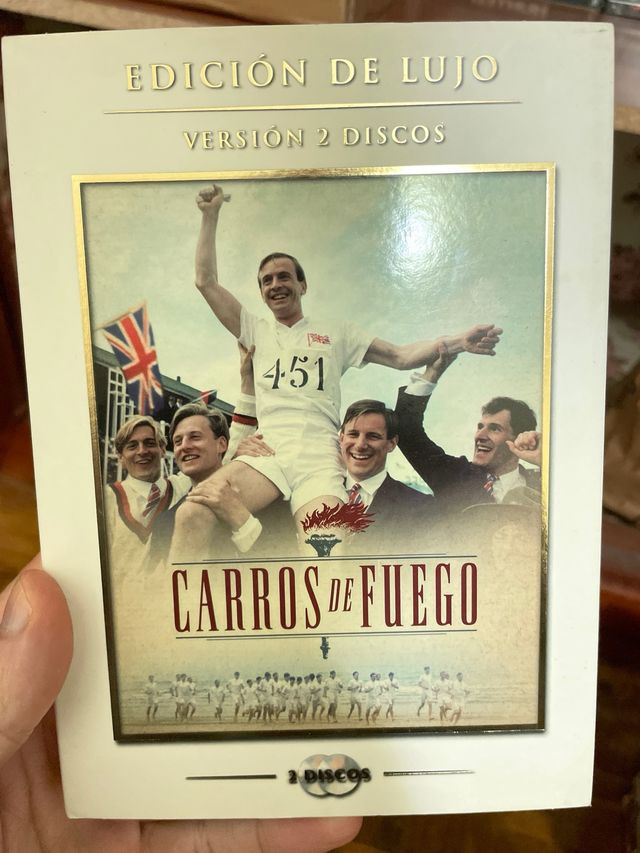 EDICIÓN DE LUJO
VERSIÓN 2 DISCOS
451
CARROS DE FUEGO
2 DISCOS